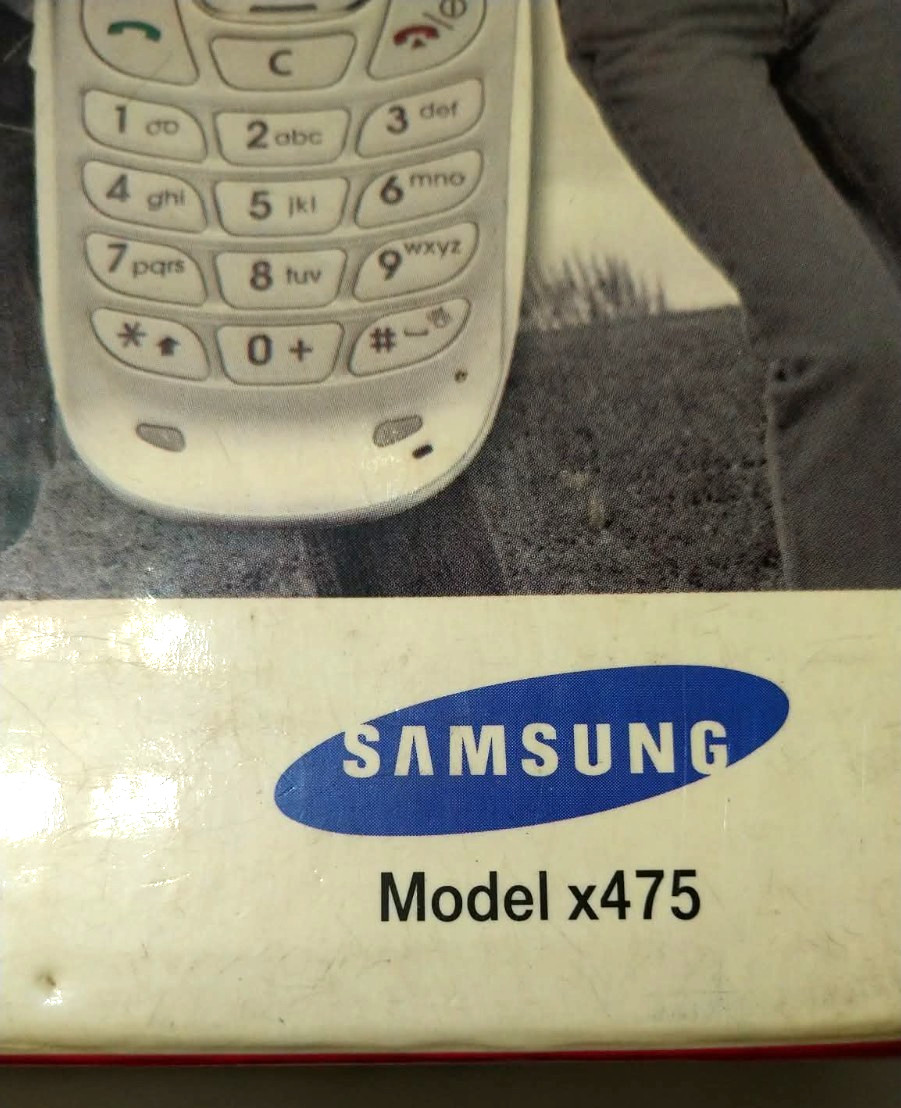 C
1
2 abc
3 def
4 ghi
5 jkl
6 mno
7 pqrs
8 tuv
9 wxyz
*
0 +
#
SAMSUNG
Model x475